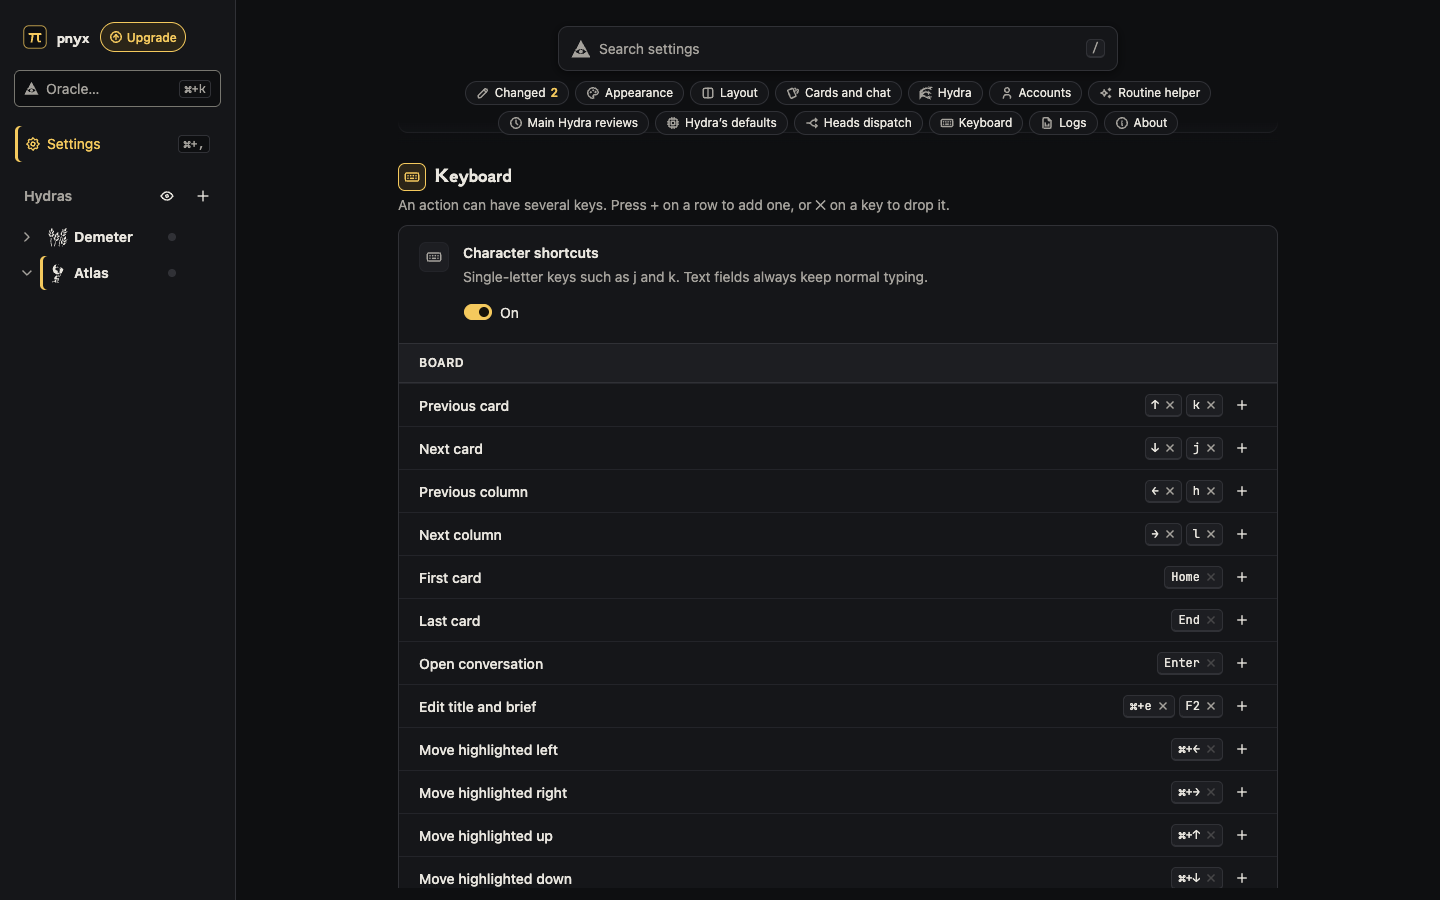 pnyx
Upgrade
Oracle...
⌘+k
Settings
⌘+,
Hydras
Demeter
Atlas
Search settings
/
Changed 2
Appearance
Layout
Cards and chat
Hydra
Accounts
Routine helper
Main Hydra reviews
Hydra's defaults
Heads dispatch
Keyboard
Logs
About
Keyboard
An action can have several keys. Press + on a row to add one, or ✕ on a key to drop it.
Character shortcuts
Single-letter keys such as j and k. Text fields always keep normal typing.
On
BOARD
Previous card ↑ ✕ k ✕ +
Next card ↓ ✕ j ✕ +
Previous column ← ✕ h ✕ +
Next column → ✕ l ✕ +
First card Home ✕ +
Last card End ✕ +
Open conversation Enter ✕ +
Edit title and brief ⌘+e ✕ F2 ✕ +
Move highlighted left ⌘+← ✕ +
Move highlighted right ⌘+→ ✕ +
Move highlighted up ⌘+↑ ✕ +
Move highlighted down ⌘+↓ ✕ +